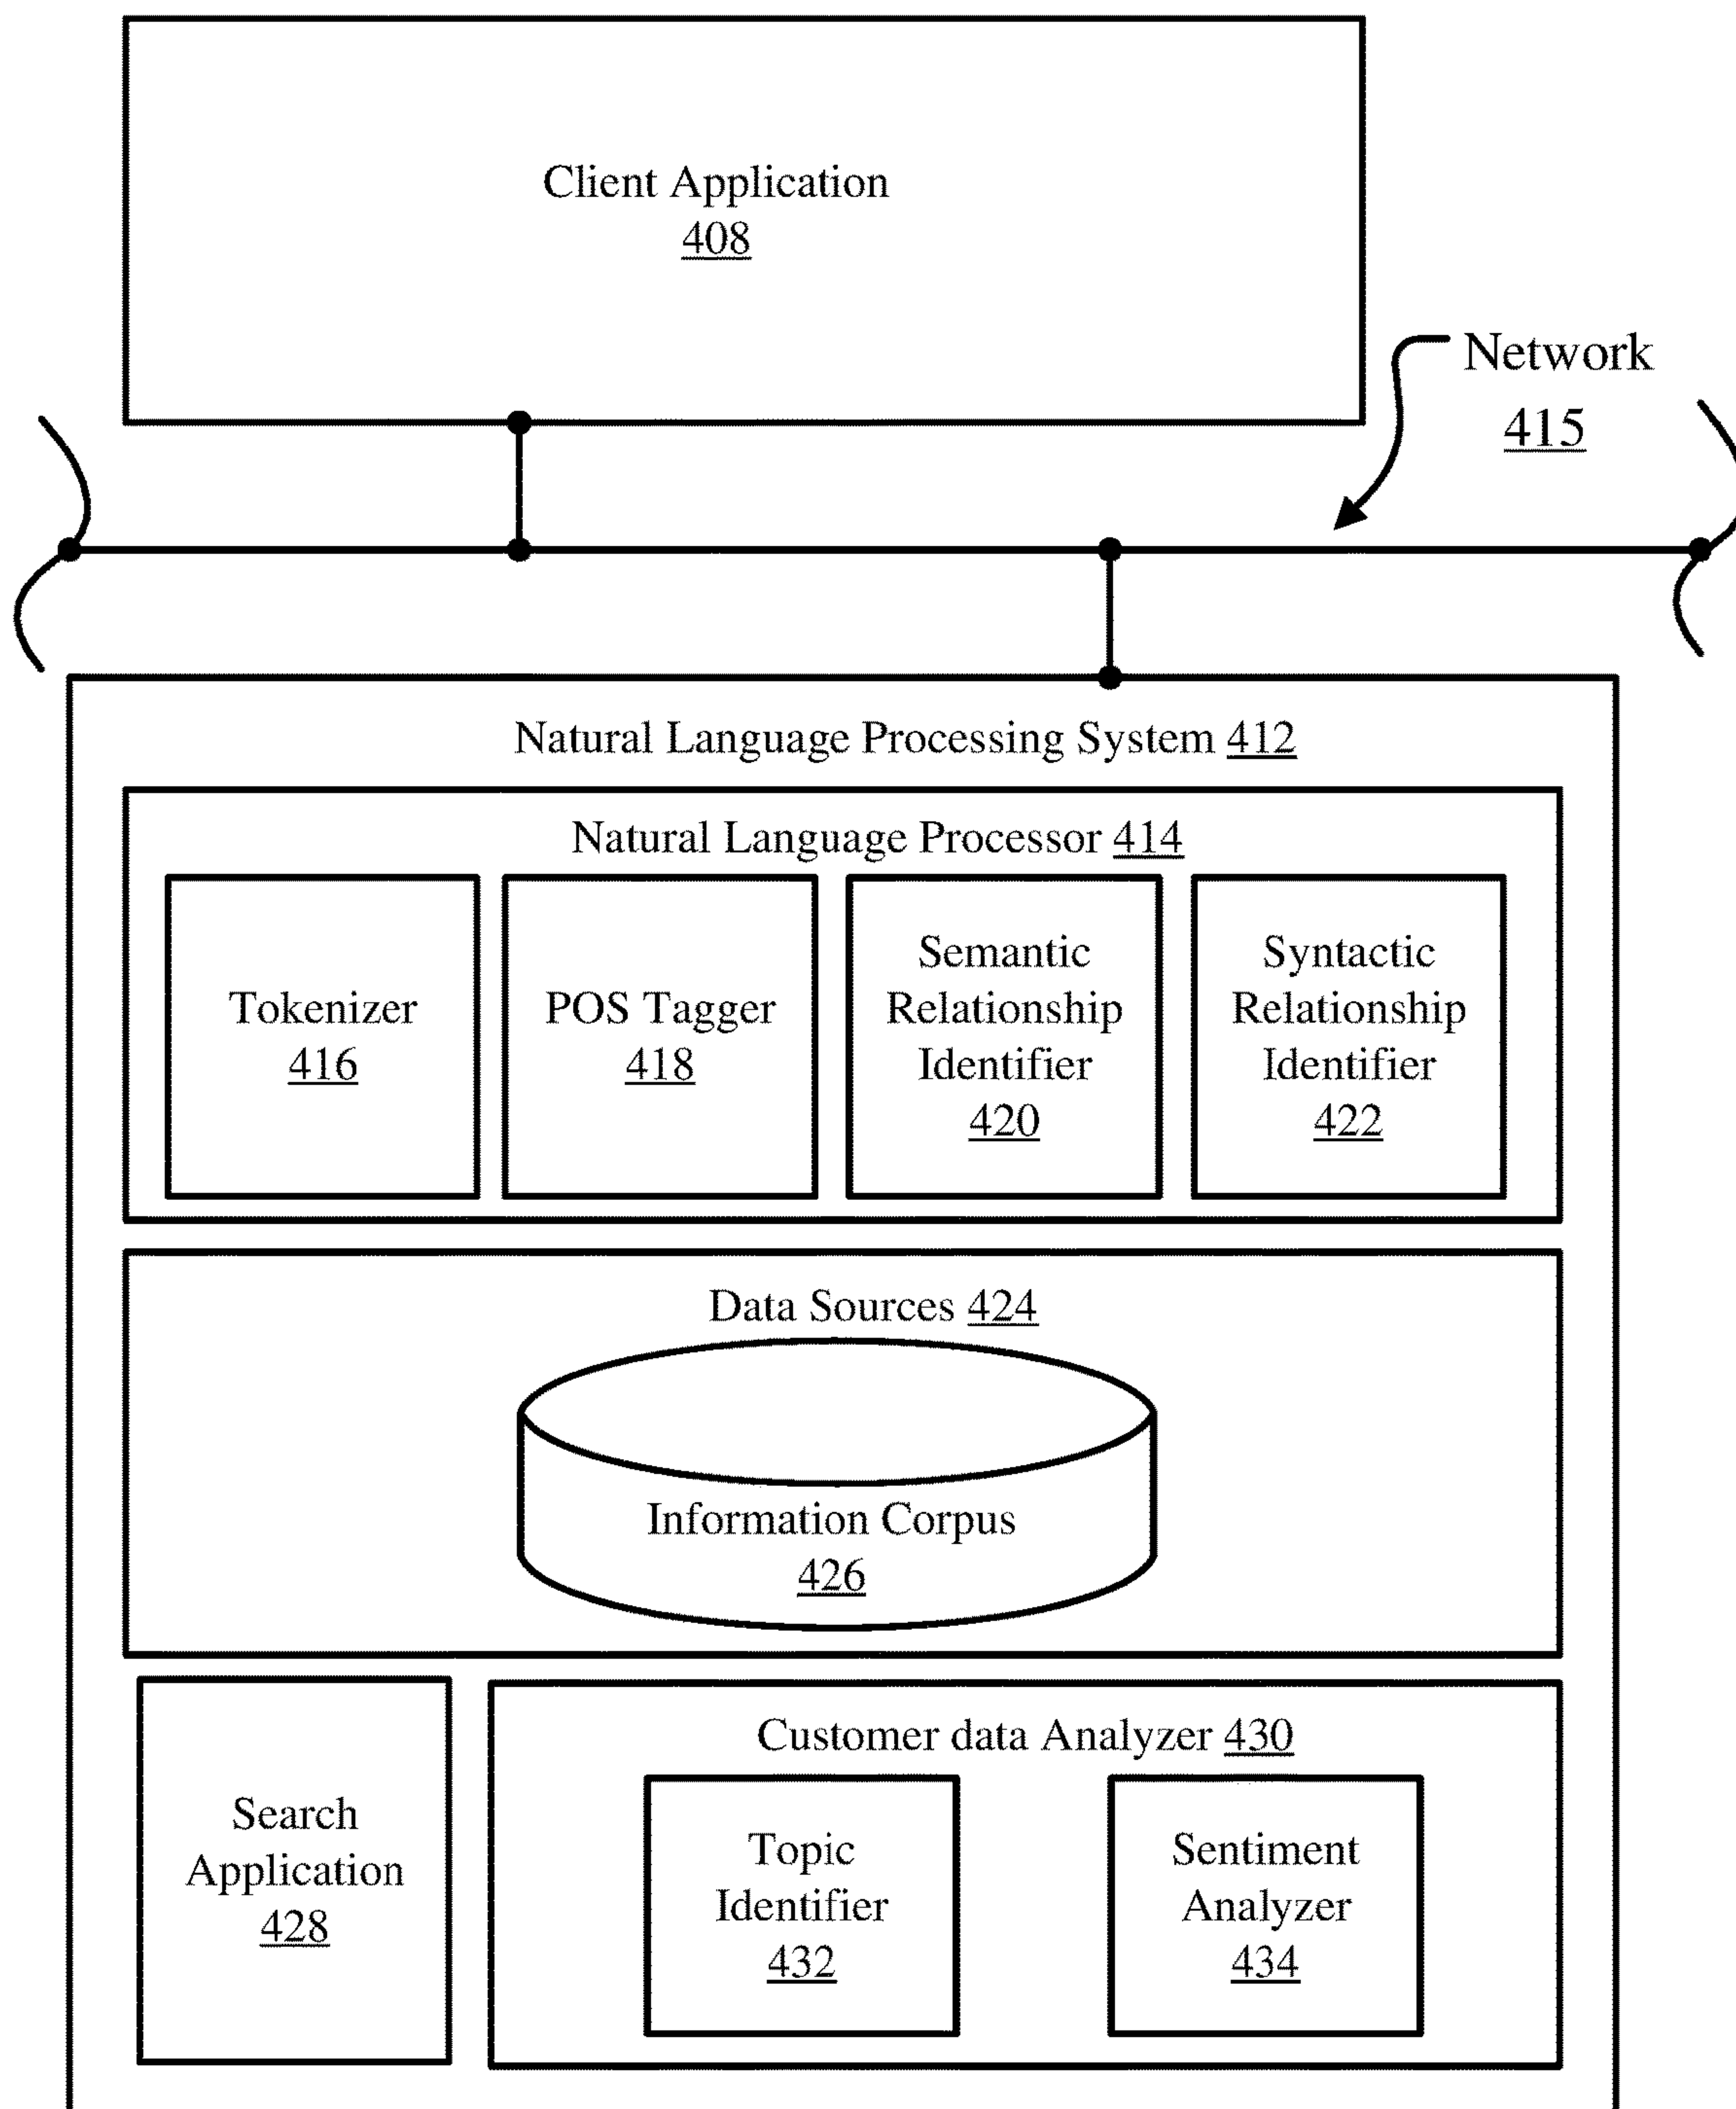 Client Application
408
Network
415
Natural Language Processing System 412
Natural Language Processor 414
Tokenizer
416
POS Tagger
418
Semantic
Relationship
Identifier
420
Syntactic
Relationship
Identifier
422
Data Sources 424
Information Corpus
426
Search
Application
428
Customer data Analyzer 430
Topic
Identifier
432
Sentiment
Analyzer
434